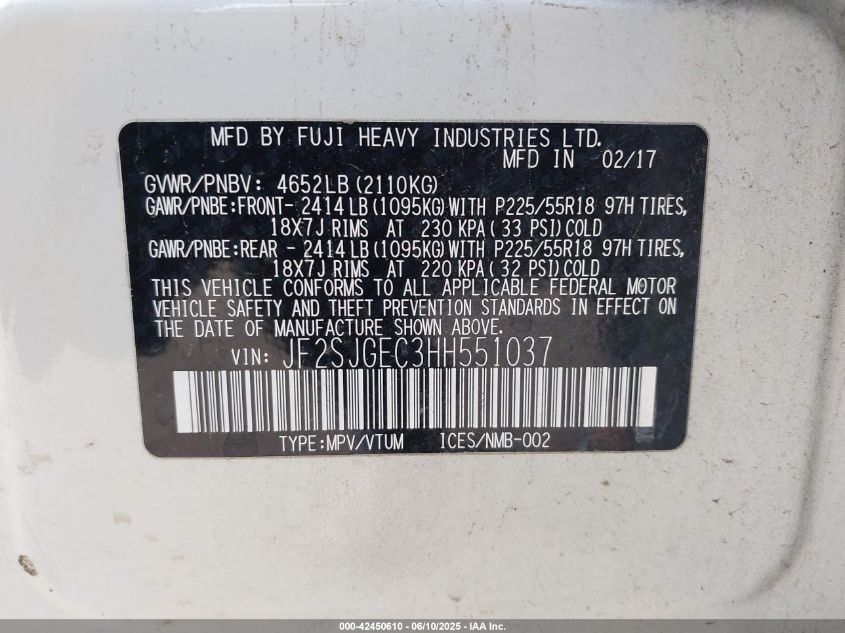 MFD BY FUJI HEAVY INDUSTRIES LTD.
MFD IN 02/17
GVWR/PNBV: 4652LB (2110KG)
GAWR/PNBE:FRONT- 2414LB (1095KG) WITH P225/55R18 97H TIRES,
18X7J RIMS AT 230 KPA ( 33 PSI) COLD
GAWR/PNBE:REAR - 2414LB (1095KG) WITH P225/55R18 97H TIRES,
18X7J RIMS AT 220 KPA ( 32 PSI) COLD
THIS VEHICLE CONFORMS TO ALL APPLICABLE FEDERAL MOTOR
VEHICLE SAFETY AND THEFT PREVENTION STANDARDS IN EFFECT ON
THE DATE OF MANUFACTURE SHOWN ABOVE.
VIN: JF2SJGEC3HH551037
TYPE:MPV/VTUM ICES/NMB-002
000-42450610 - 06/10/2025 - IAA Inc.